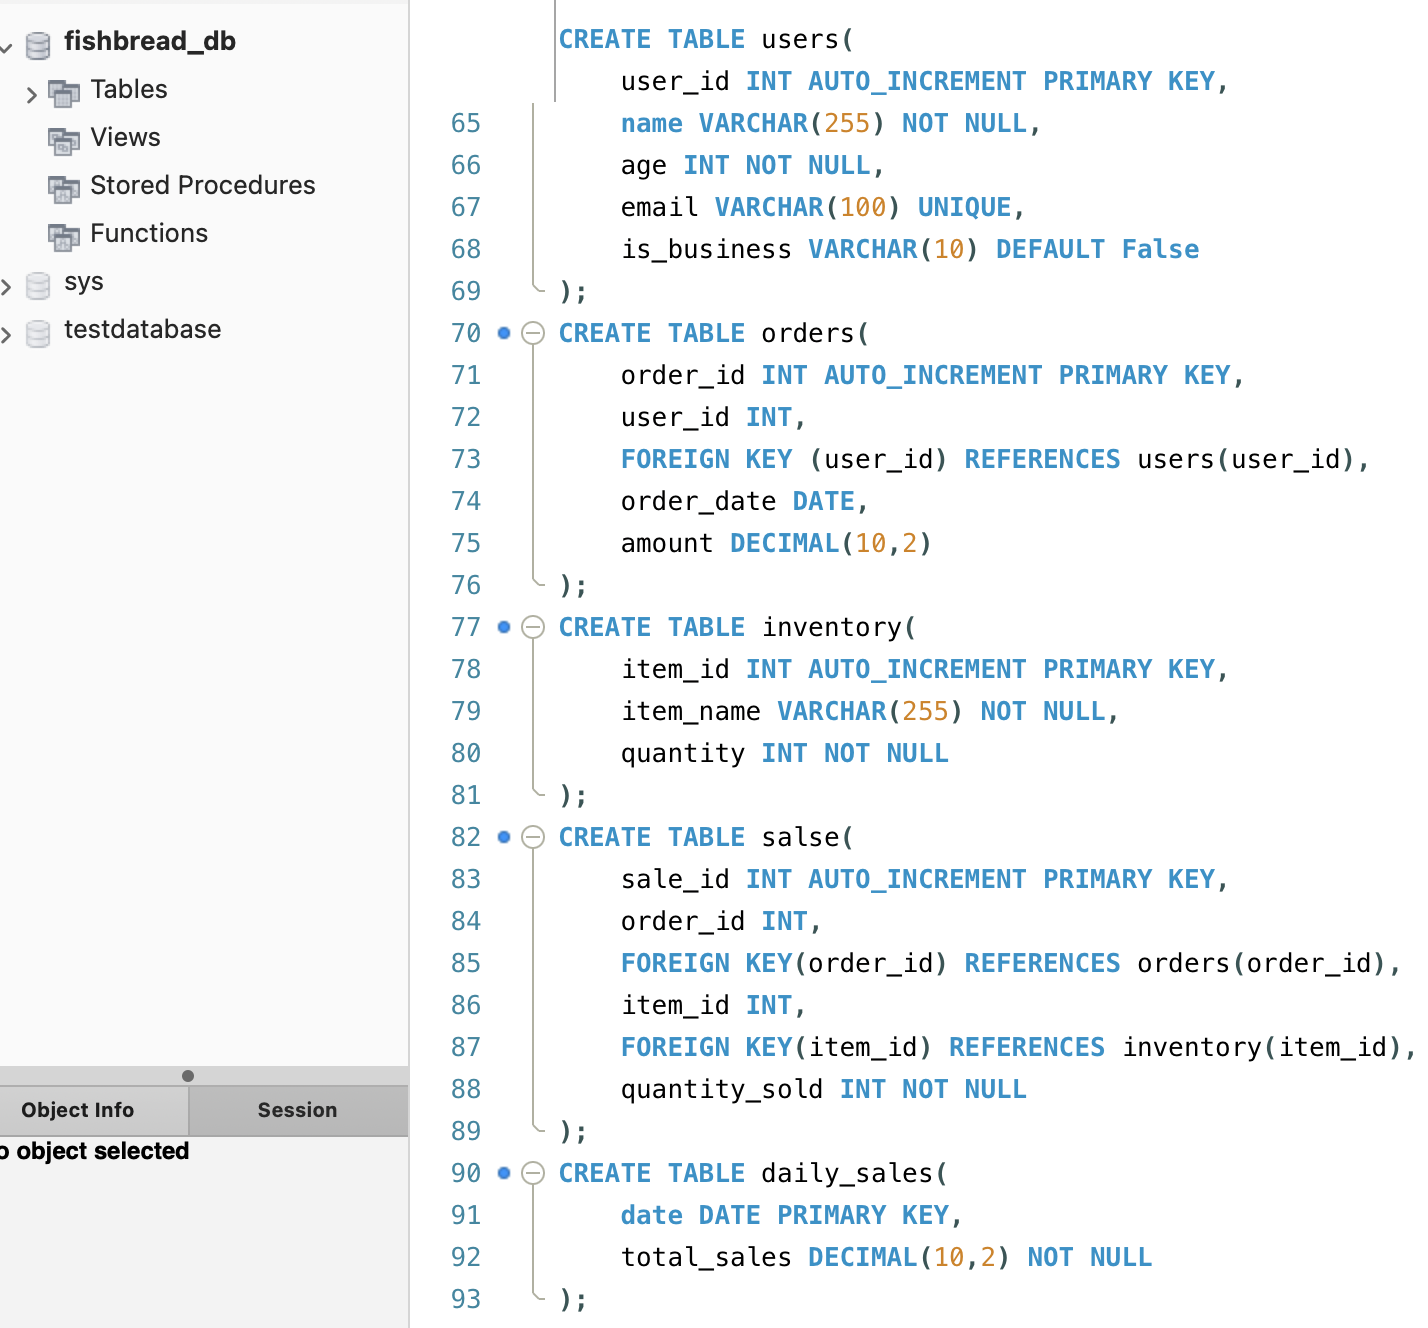 fishbread_db
Tables
Views
Stored Procedures
Functions
sys
testdatabase
Object Info
Session
object selected
CREATE TABLE users(
user_id INT AUTO_INCREMENT PRIMARY KEY,
65 name VARCHAR(255) NOT NULL,
66 age INT NOT NULL,
67 email VARCHAR(100) UNIQUE,
68 is_business VARCHAR(10) DEFAULT False
69 );
70 CREATE TABLE orders(
71 order_id INT AUTO_INCREMENT PRIMARY KEY,
72 user_id INT,
73 FOREIGN KEY (user_id) REFERENCES users(user_id),
74 order_date DATE,
75 amount DECIMAL(10,2)
76 );
77 CREATE TABLE inventory(
78 item_id INT AUTO_INCREMENT PRIMARY KEY,
79 item_name VARCHAR(255) NOT NULL,
80 quantity INT NOT NULL
81 );
82 CREATE TABLE salse(
83 sale_id INT AUTO_INCREMENT PRIMARY KEY,
84 order_id INT,
85 FOREIGN KEY(order_id) REFERENCES orders(order_id),
86 item_id INT,
87 FOREIGN KEY(item_id) REFERENCES inventory(item_id),
88 quantity_sold INT NOT NULL
89 );
90 CREATE TABLE daily_sales(
91 date DATE PRIMARY KEY,
92 total_sales DECIMAL(10,2) NOT NULL
93 );